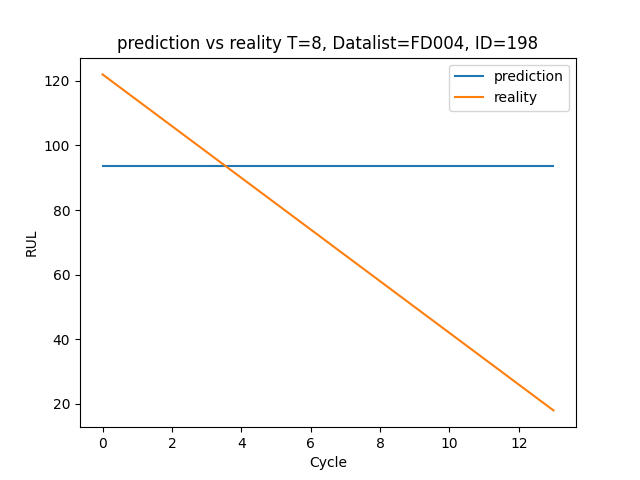 prediction vs reality T=8, Datalist=FD004, ID=198
prediction
reality
120
100
80
60
40
20
RUL
0 2 4 6 8 10 12
Cycle